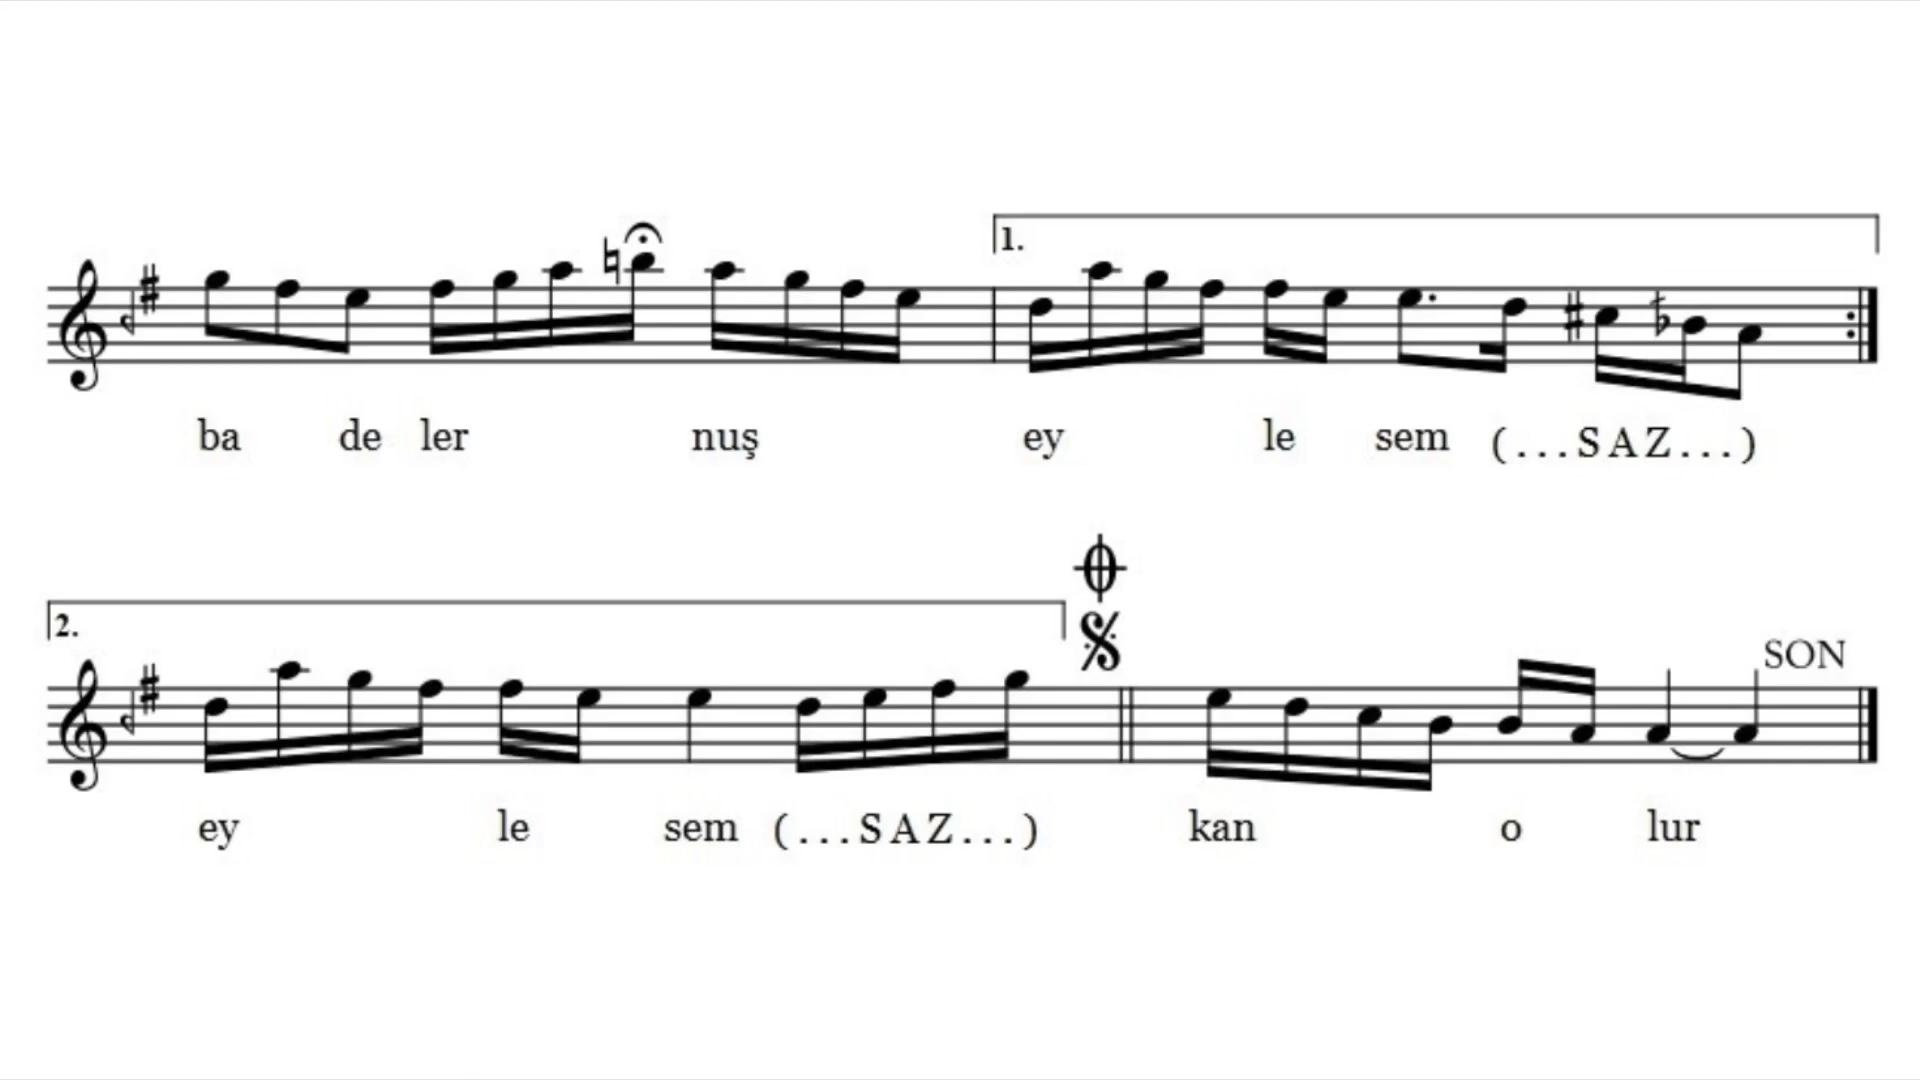 1.
ba de ler nuş ey le sem (...SAZ...)
2.
SON
ey le sem (...SAZ...) kan o lur